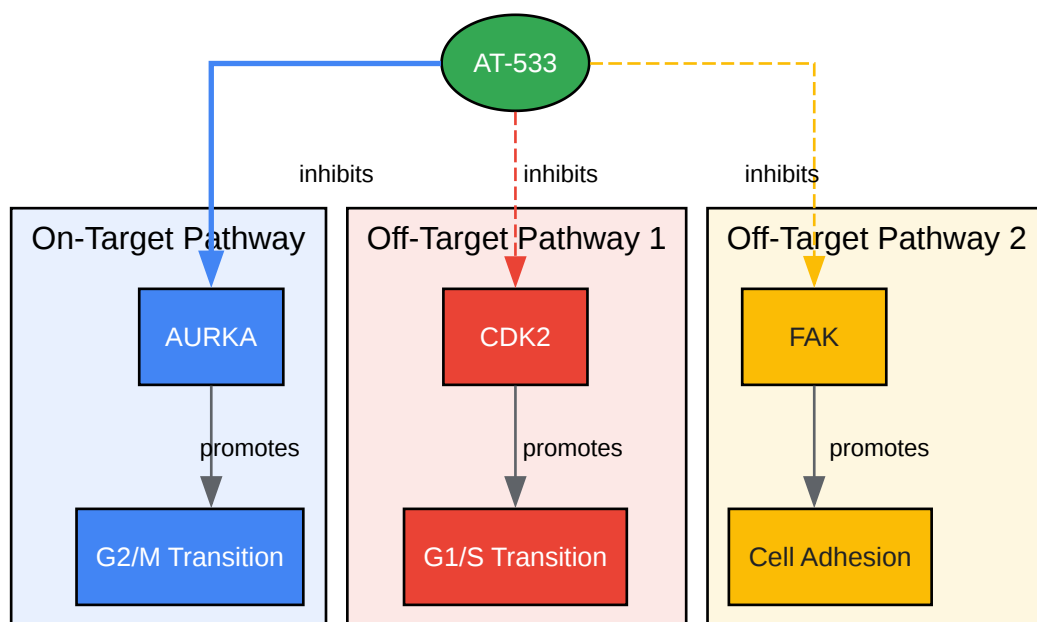 AT-533
inhibits
inhibits
inhibits
On-Target Pathway
Off-Target Pathway 1
Off-Target Pathway 2
AURKA
CDK2
FAK
promotes
promotes
promotes
G2/M Transition
G1/S Transition
Cell Adhesion